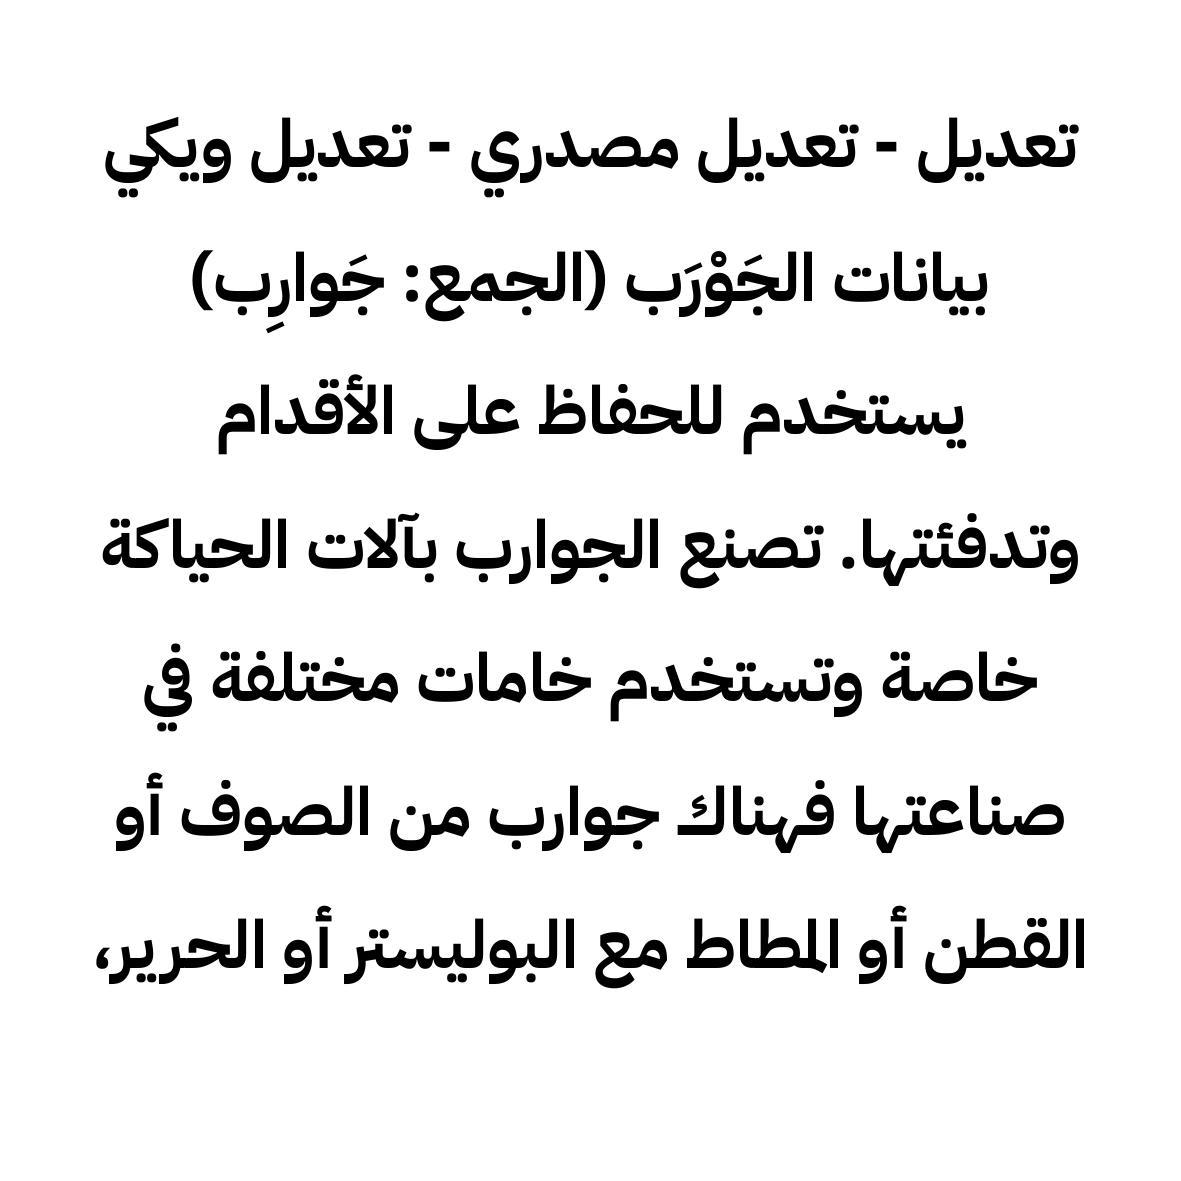 تعديل - تعديل مصدري - تعديل ويكي
بيانات الجَوْرَب (الجمع: جَوارِب)
يستخدم للحفاظ على الأقدام
وتدفئتها. تصنع الجوارب بآلات الحياكة
خاصة وتستخدم خامات مختلفة في
صناعتها فهناك جوارب من الصوف أو
القطن أو المطاط مع البوليستر أو الحرير،